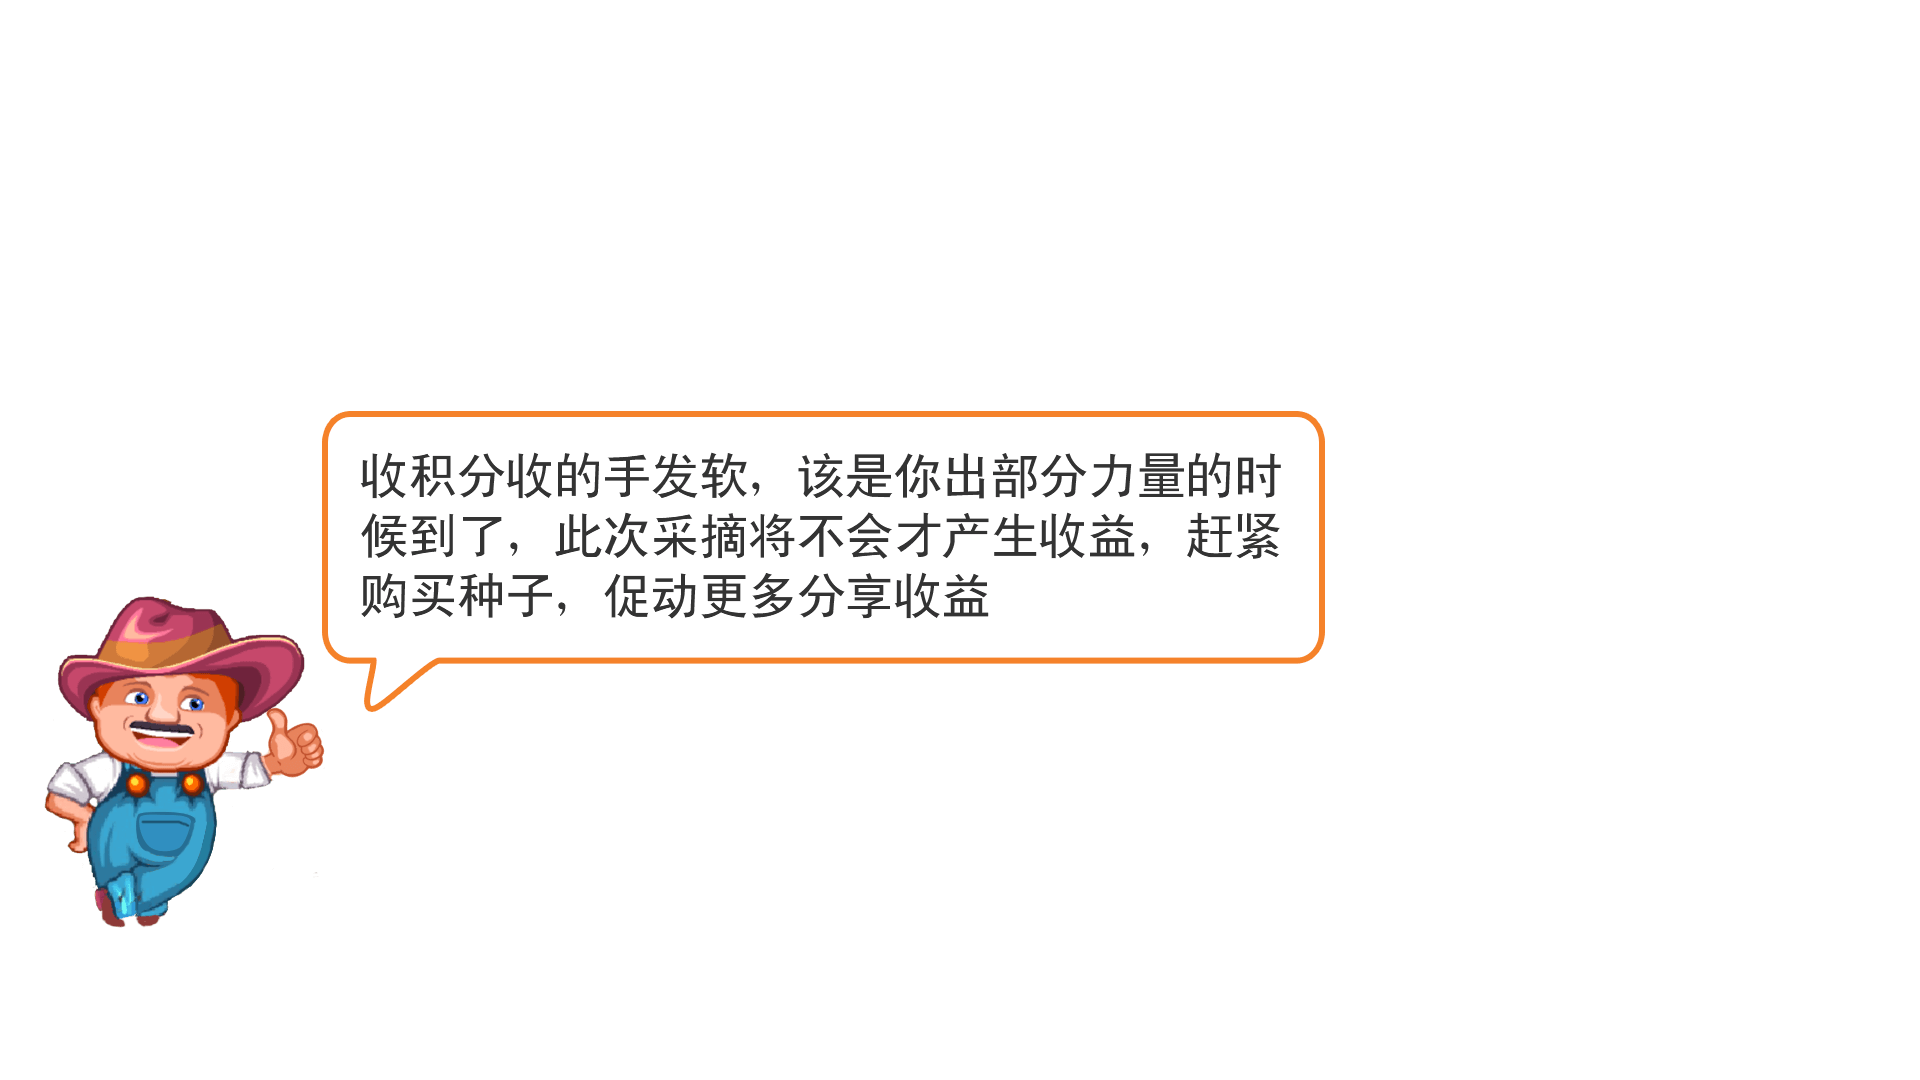 收积分收的手发软，该是你出部分力量的时
候到了，此次采摘将不会才产生收益，赶紧
购买种子，促动更多分享收益